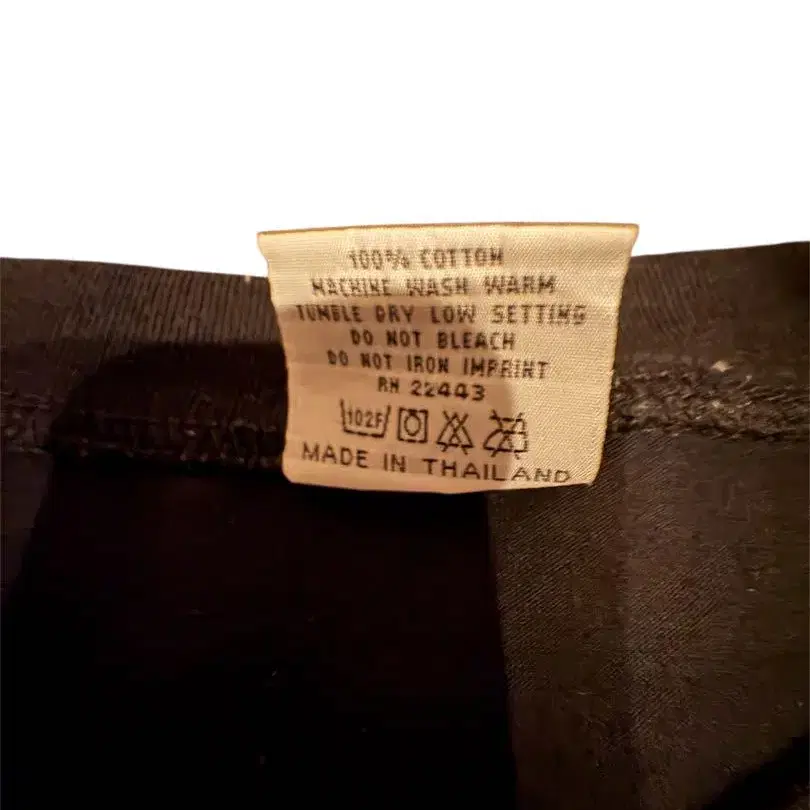 100% COTTON
MACHINE WASH WARM
TUMBLE DRY LOW SETTING
DO NOT BLEACH
DO NOT IRON IMPRINT
RN 22443
102F
MADE IN THAILAND